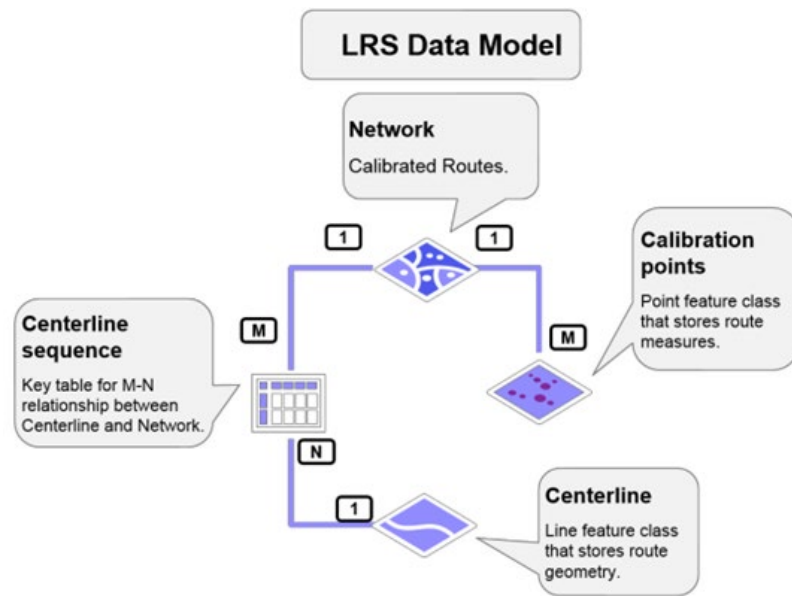 LRS Data Model
Network
Calibrated Routes.
1
1
Calibration
points
Point feature class
that stores route
measures.
M
M
Centerline
sequence
Key table for M-N
relationship between
Centerline and Network.
N
1
Centerline
Line feature class
that stores route
geometry.